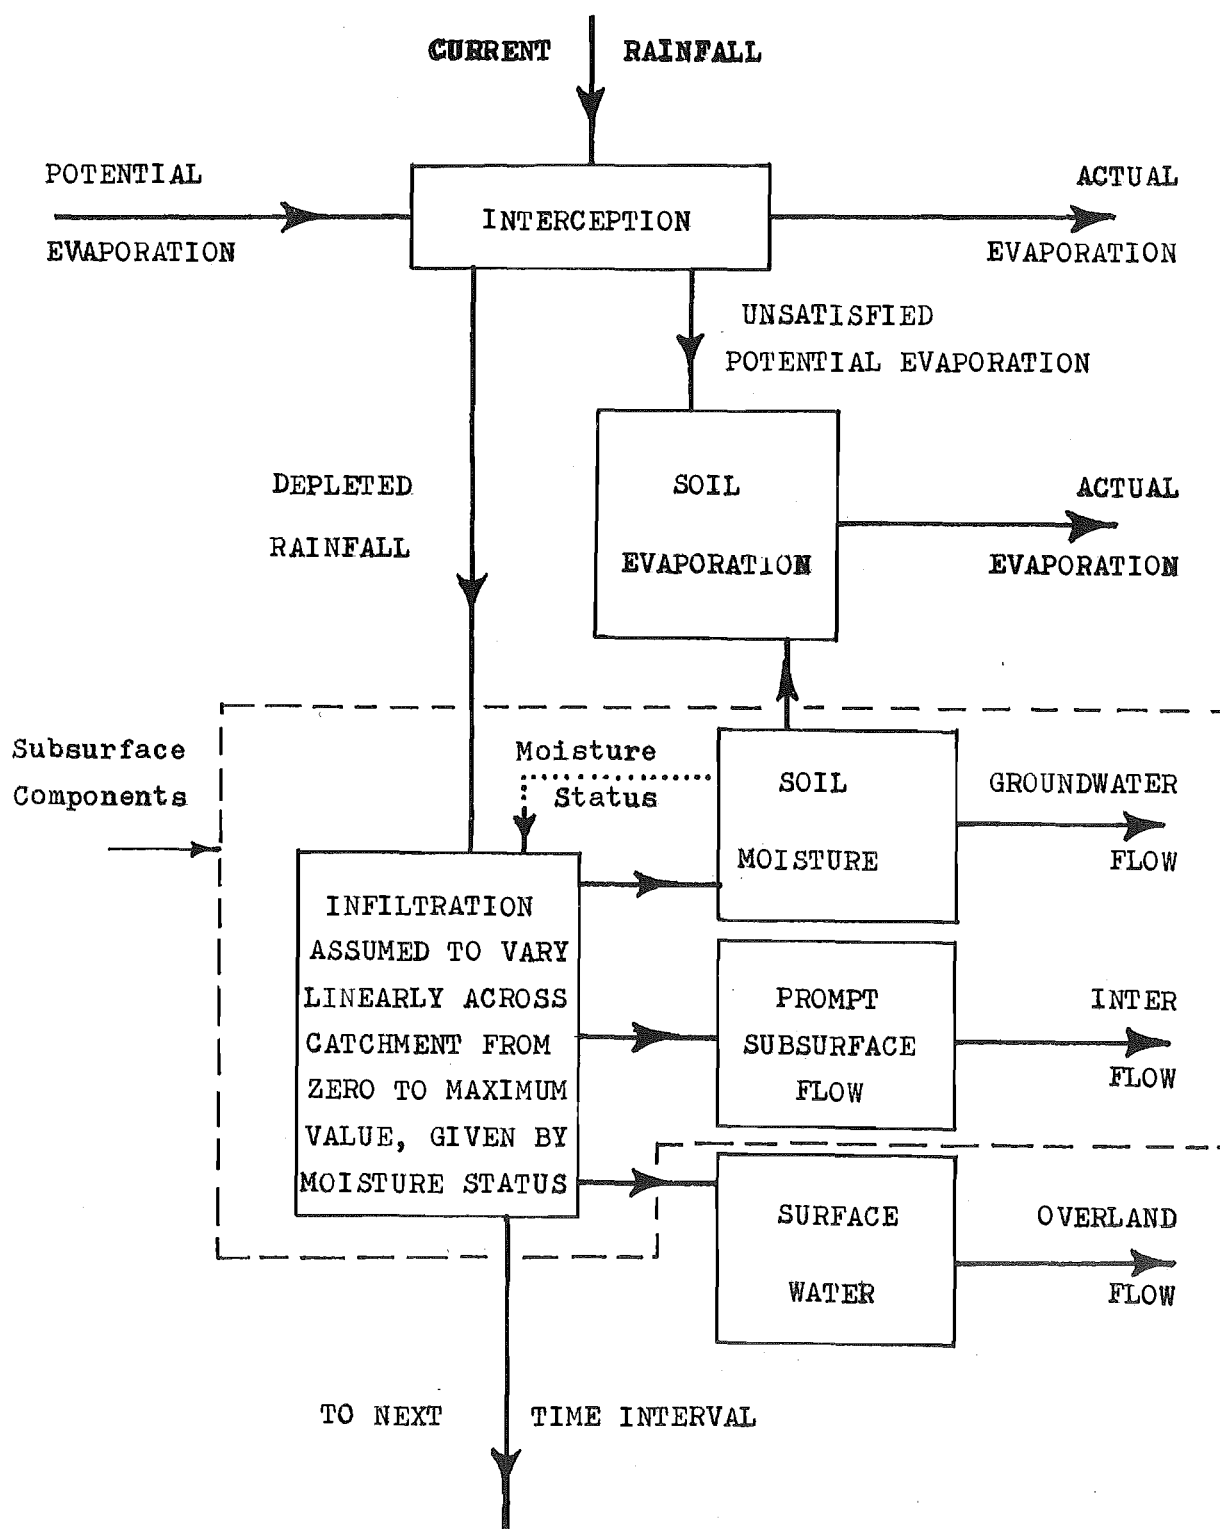 CURRENT RAINFALL
POTENTIAL
EVAPORATION
INTERCEPTION
ACTUAL
EVAPORATION
UNSATISFIED
POTENTIAL EVAPORATION
DEPLETED
RAINFALL
SOIL
EVAPORATION
ACTUAL
EVAPORATION
Subsurface
Components
Moisture
Status
SOIL
MOISTURE
GROUNDWATER
FLOW
INFILTRATION
ASSUMED TO VARY
LINEARLY ACROSS
CATCHMENT FROM
ZERO TO MAXIMUM
VALUE, GIVEN BY
MOISTURE STATUS
PROMPT
SUBSURFACE
FLOW
INTER
FLOW
SURFACE
WATER
OVERLAND
FLOW
TO NEXT TIME INTERVAL